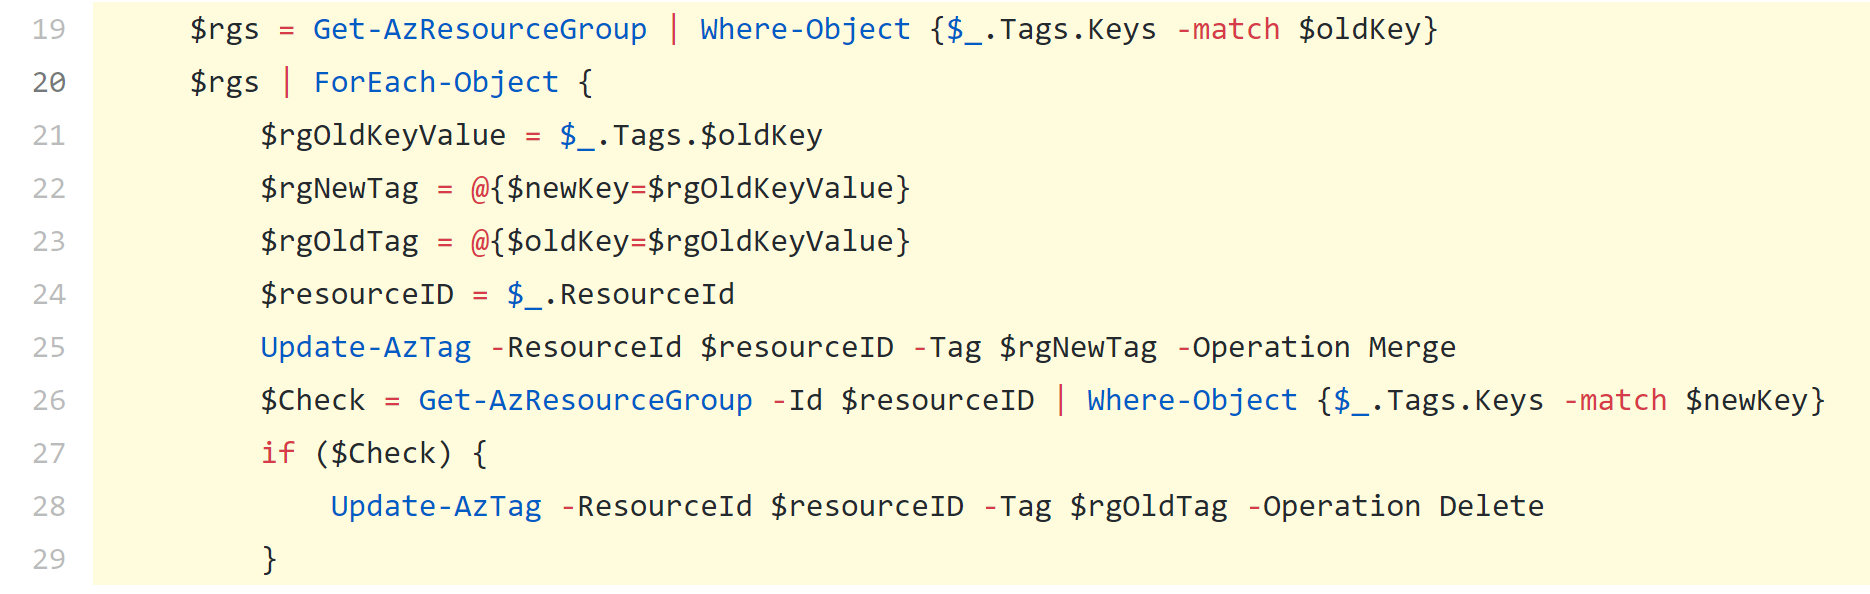 19 $rgs = Get-AzResourceGroup | Where-Object {$_.Tags.Keys -match $oldKey}
20 $rgs | ForEach-Object {
21 $rgOldKeyValue = $_.Tags.$oldKey
22 $rgNewTag = @{$newKey=$rgOldKeyValue}
23 $rgOldTag = @{$oldKey=$rgOldKeyValue}
24 $resourceID = $_.ResourceId
25 Update-AzTag -ResourceId $resourceID -Tag $rgNewTag -Operation Merge
26 $Check = Get-AzResourceGroup -Id $resourceID | Where-Object {$_.Tags.Keys -match $newKey}
27 if ($Check) {
28 Update-AzTag -ResourceId $resourceID -Tag $rgOldTag -Operation Delete
29 }